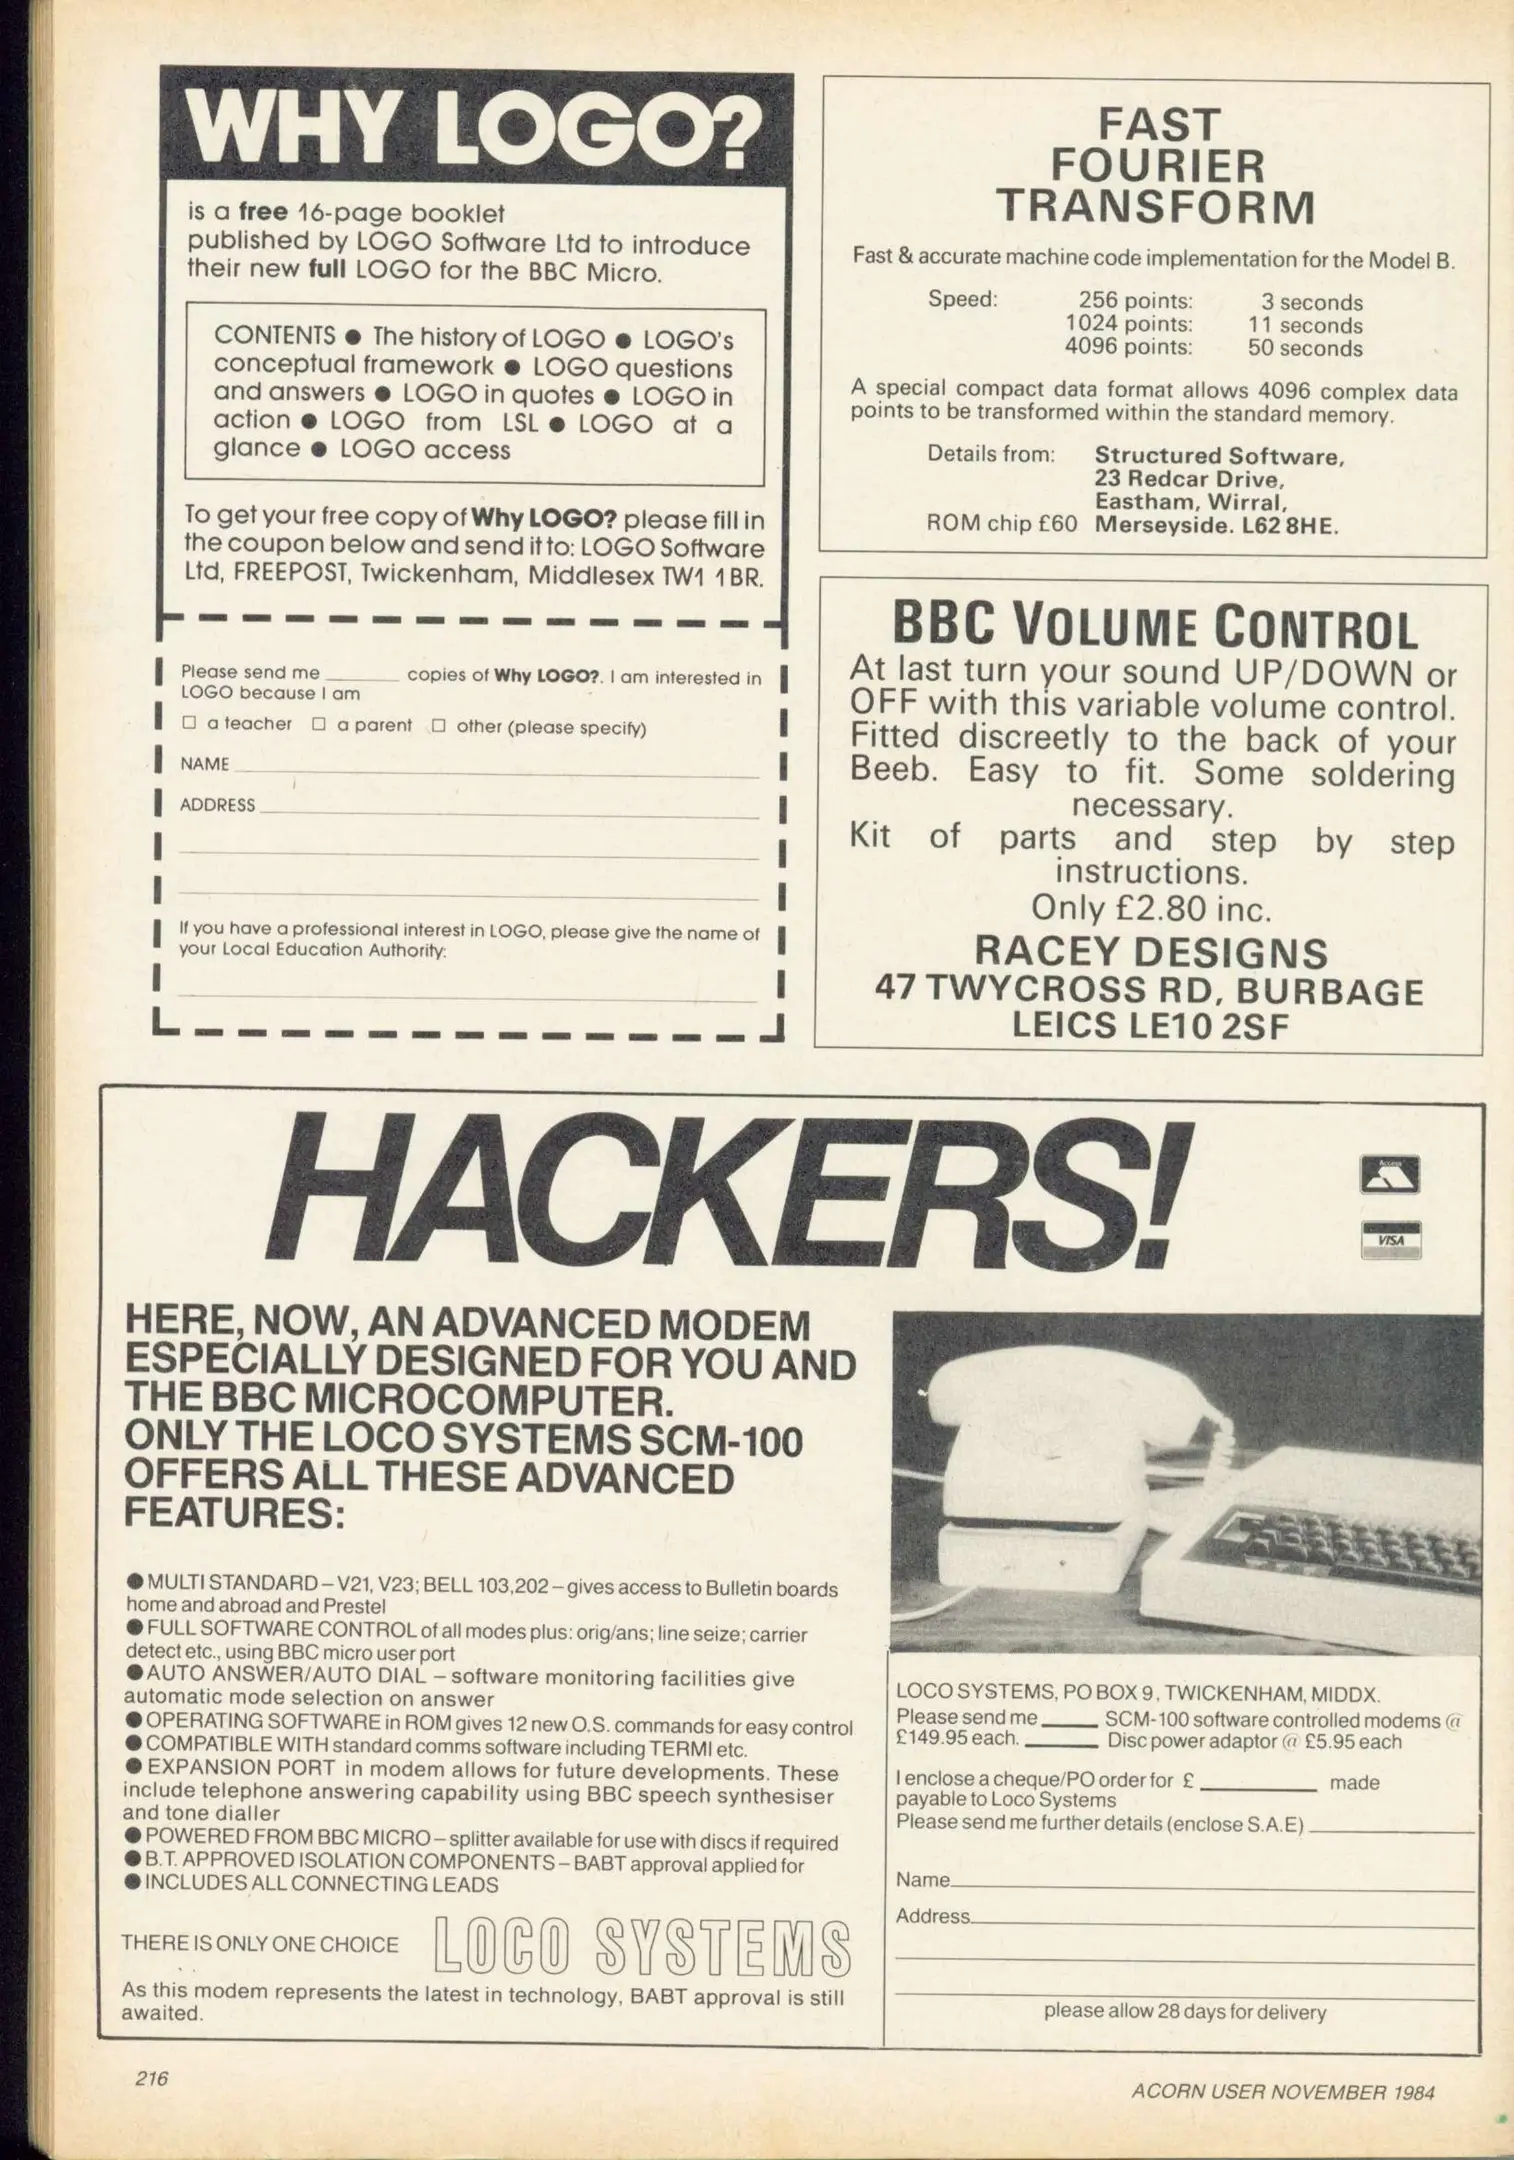 WHY LOGO?
is a free 16-page booklet
published by LOGO Software Ltd to introduce
their new full LOGO for the BBC Micro.
CONTENTS ● The history of LOGO ● LOGO's
conceptual framework ● LOGO questions
and answers ● LOGO in quotes ● LOGO in
action ● LOGO from LSL ● LOGO at a
glance ● LOGO access
To get your free copy of Why LOGO? please fill in
the coupon below and send it to: LOGO Software
Ltd, FREEPOST, Twickenham, Middlesex TW1 1BR.
Please send me ______ copies of Why LOGO?. I am interested in
LOGO because I am
☐ a teacher ☐ a parent ☐ other (please specify)
NAME
ADDRESS
If you have a professional interest in LOGO, please give the name of
your Local Education Authority:
FAST
FOURIER
TRANSFORM
Fast & accurate machine code implementation for the Model B.
Speed: 256 points: 3 seconds
1024 points: 11 seconds
4096 points: 50 seconds
A special compact data format allows 4096 complex data
points to be transformed within the standard memory.
Details from: Structured Software,
23 Redcar Drive,
Eastham, Wirral,
ROM chip £60 Merseyside. L62 8HE.
BBC VOLUME CONTROL
At last turn your sound UP/DOWN or
OFF with this variable volume control.
Fitted discreetly to the back of your
Beeb. Easy to fit. Some soldering
necessary.
Kit of parts and step by step
instructions.
Only £2.80 inc.
RACEY DESIGNS
47 TWYCROSS RD, BURBAGE
LEICS LE10 2SF
HACKERS!
Access
VISA
HERE, NOW, AN ADVANCED MODEM
ESPECIALLY DESIGNED FOR YOU AND
THE BBC MICROCOMPUTER.
ONLY THE LOCO SYSTEMS SCM-100
OFFERS ALL THESE ADVANCED
FEATURES:
● MULTI STANDARD – V21, V23; BELL 103,202 – gives access to Bulletin boards
home and abroad and Prestel
● FULL SOFTWARE CONTROL of all modes plus: orig/ans; line seize; carrier
detect etc., using BBC micro user port
● AUTO ANSWER/AUTO DIAL – software monitoring facilities give
automatic mode selection on answer
● OPERATING SOFTWARE in ROM gives 12 new O.S. commands for easy control
● COMPATIBLE WITH standard comms software including TERMI etc.
● EXPANSION PORT in modem allows for future developments. These
include telephone answering capability using BBC speech synthesiser
and tone dialler
● POWERED FROM BBC MICRO – splitter available for use with discs if required
● B.T. APPROVED ISOLATION COMPONENTS – BABT approval applied for
● INCLUDES ALL CONNECTING LEADS
THERE IS ONLY ONE CHOICE LOCO SYSTEMS
As this modem represents the latest in technology, BABT approval is still
awaited.
LOCO SYSTEMS, PO BOX 9, TWICKENHAM, MIDDX.
Please send me ______ SCM-100 software controlled modems @
£149.95 each. ______ Disc power adaptor @ £5.95 each
I enclose a cheque/PO order for £ ______ made
payable to Loco Systems
Please send me further details (enclose S.A.E)
Name
Address
please allow 28 days for delivery
216
ACORN USER NOVEMBER 1984